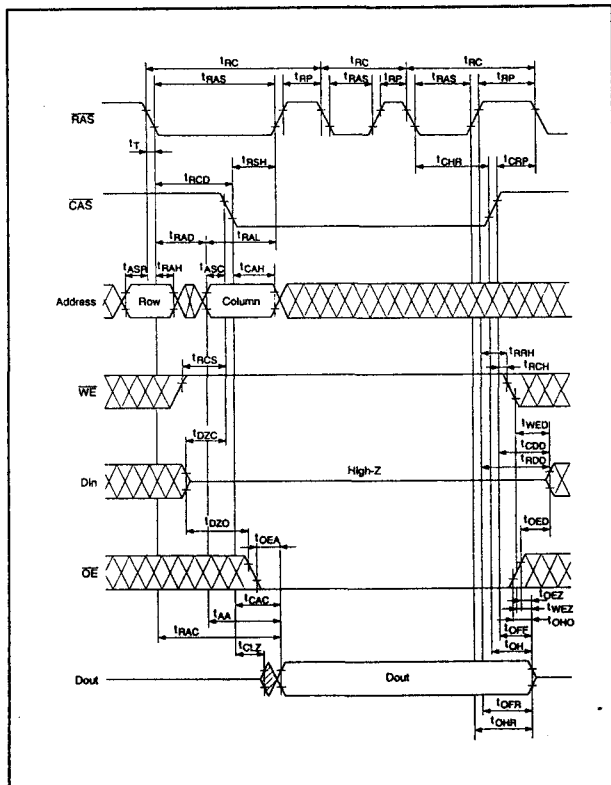 tRC tRC tRC
tRAS tRP tRAS tRP tRAS tRP
RAS
tT
tRSH tCHR tCRP
tRCD
CAS
tRAD tRAL
tASR tRAH tASC tCAH
Address Row Column
tRCS tRRH
tRCH
WE
tWED
tDZC tCDD
tRDD
Din High-Z
tDZO tOED
tOEA
OE
tOEZ
tCAC tWEZ
tAA tOFF tOHO
tRAC tOH
tCLZ
Dout Dout
tOFR
tOHR